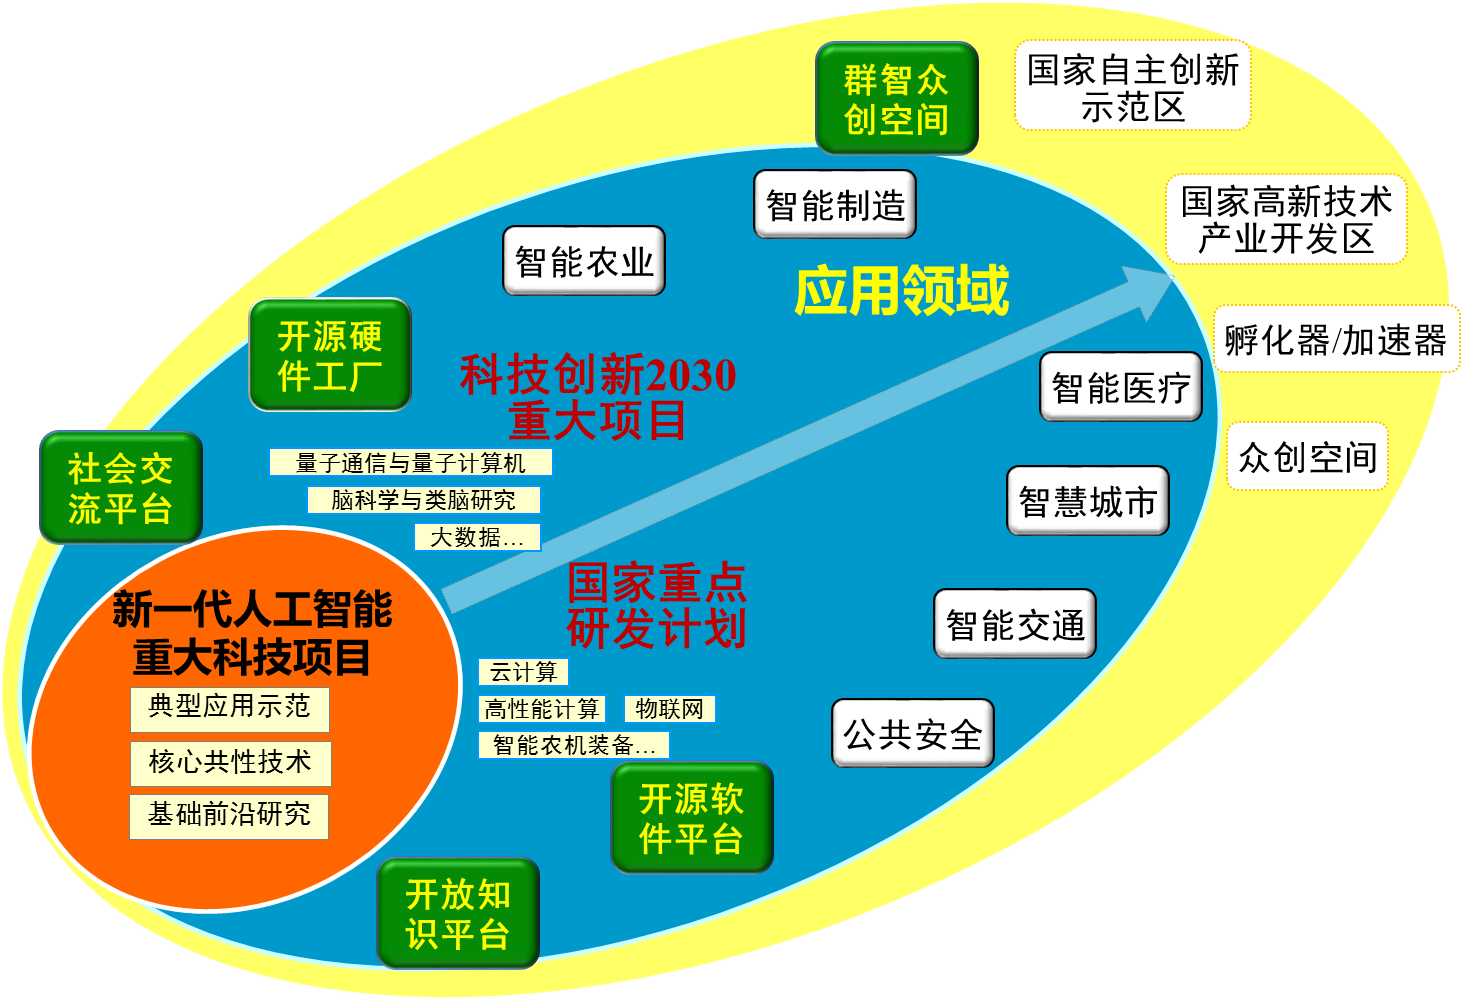 群智众
创空间
国家自主创新
示范区
智能制造
国家高新技术
产业开发区
智能农业
应用领域
开源硬
件工厂
孵化器/加速器
科技创新2030
重大项目
智能医疗
社会交
流平台
量子通信与量子计算机
脑科学与类脑研究
大数据...
众创空间
智慧城市
国家重点
研发计划
新一代人工智能
重大科技项目
典型应用示范
核心共性技术
基础前沿研究
云计算
高性能计算
物联网
智能农机装备...
智能交通
公共安全
开源软
件平台
开放知
识平台